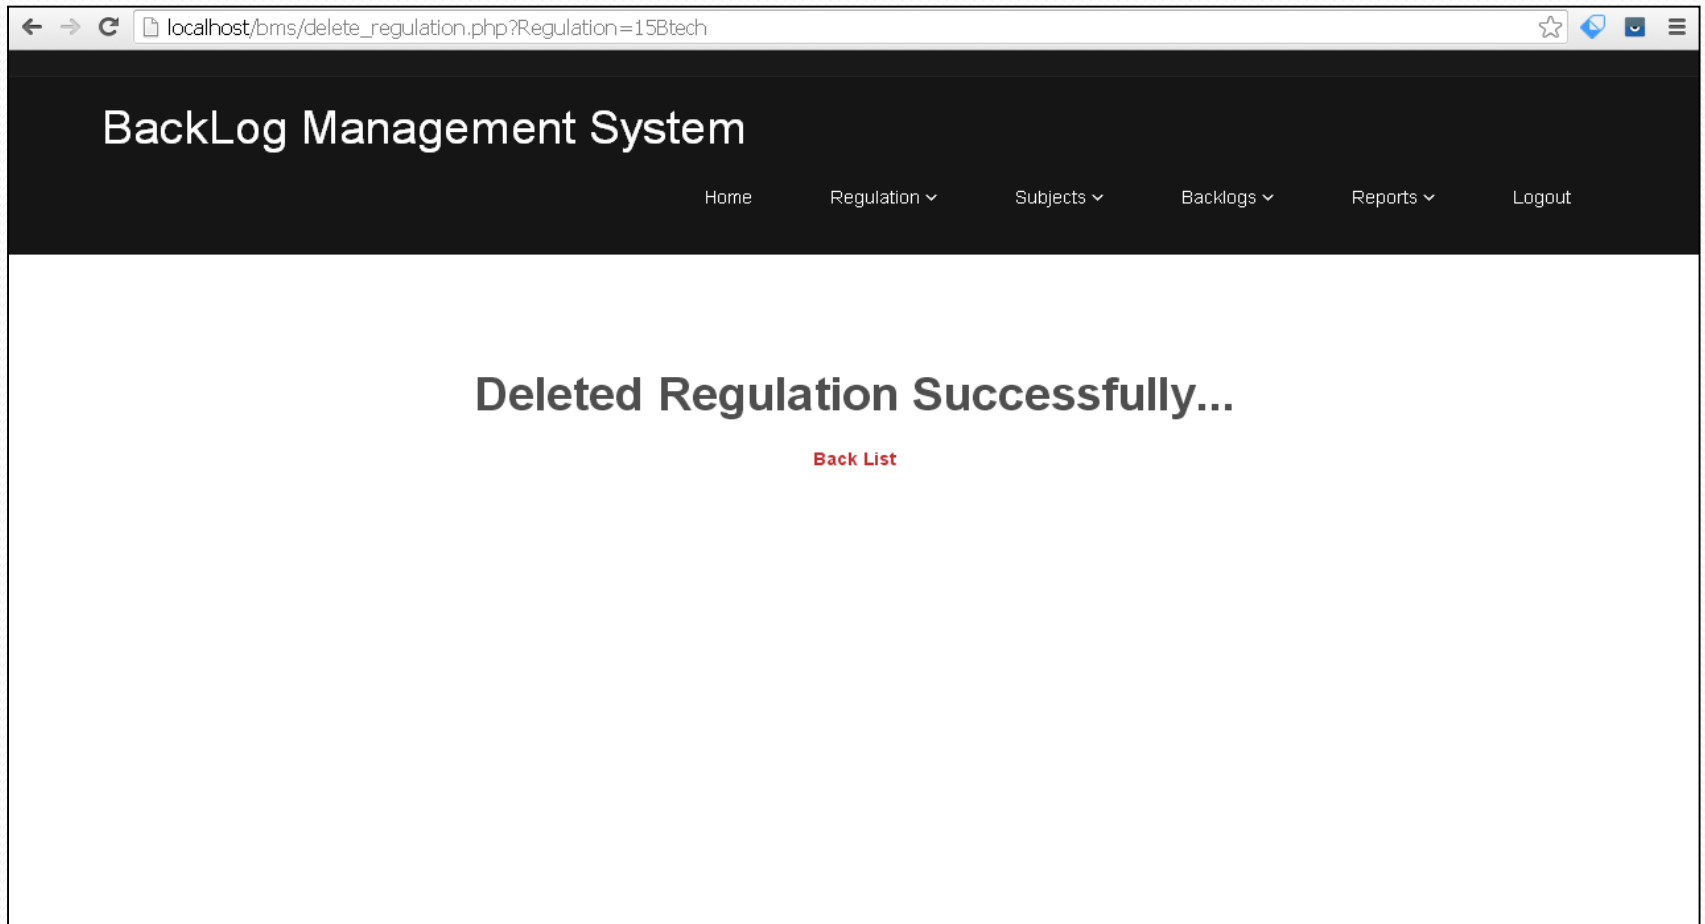 localhost/bms/delete_regulation.php?Regulation=15Btech
BackLog Management System
Home Regulation Subjects Backlogs Reports Logout
Deleted Regulation Successfully...
Back List